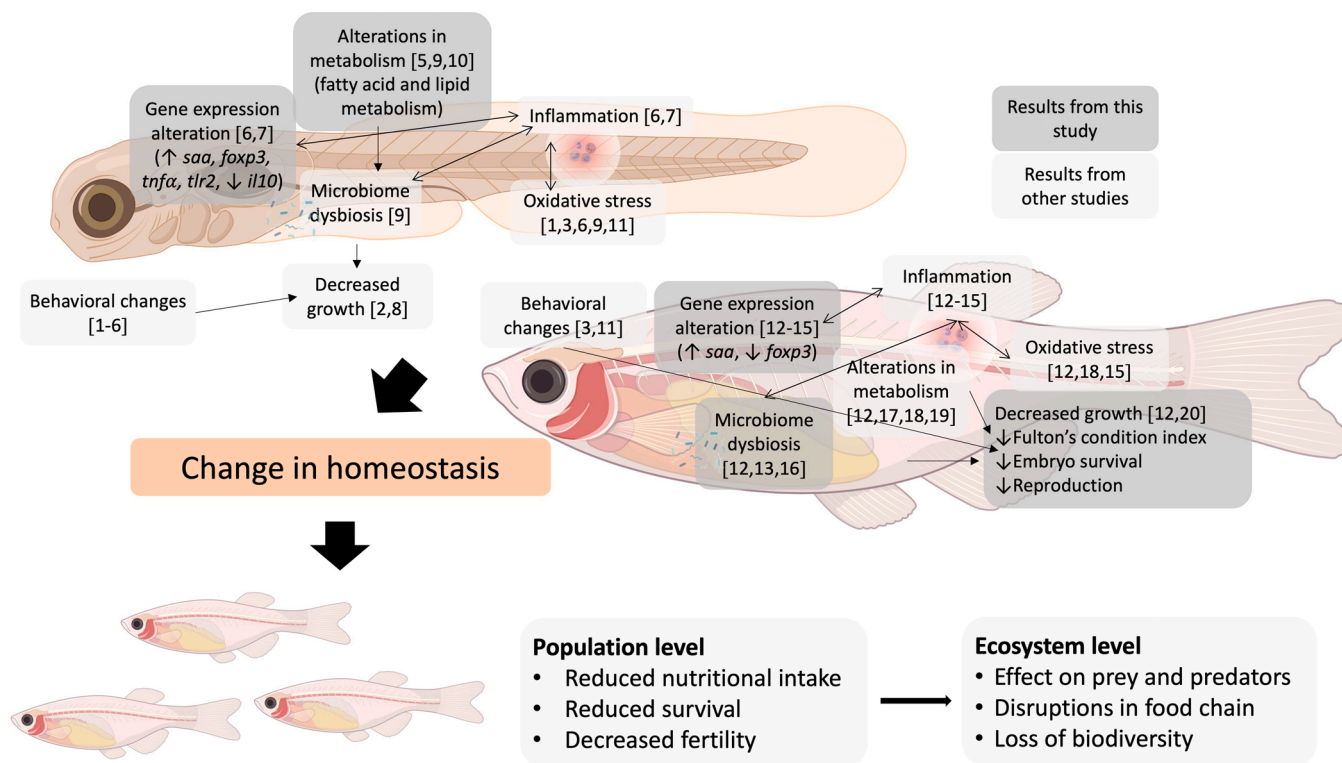 Alterations in
metabolism [5,9,10]
(fatty acid and lipid
metabolism)
Gene expression
alteration [6,7]
(↑ saa, foxp3,
tnfα, tlr2, ↓ il10)
Inflammation [6,7]
Microbiome
dysbiosis [9]
Oxidative stress
[1,3,6,9,11]
Results from this
study
Results from
other studies
Behavioral changes
[1-6]
Decreased
growth [2,8]
Behavioral
changes [3,11]
Gene expression
alteration [12-15]
(↑ saa, ↓ foxp3)
Inflammation
[12-15]
Oxidative stress
[12,18,15]
Alterations in
metabolism
[12,17,18,19]
Microbiome
dysbiosis
[12,13,16]
Decreased growth [12,20]
↓Fulton's condition index
↓Embryo survival
↓Reproduction
Change in homeostasis
Population level
• Reduced nutritional intake
• Reduced survival
• Decreased fertility
Ecosystem level
• Effect on prey and predators
• Disruptions in food chain
• Loss of biodiversity